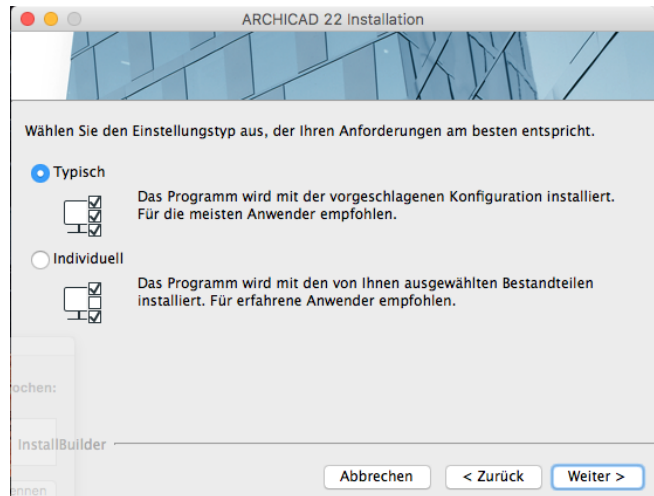 ARCHICAD 22 Installation
Wählen Sie den Einstellungstyp aus, der Ihren Anforderungen am besten entspricht.
Typisch
Das Programm wird mit der vorgeschlagenen Konfiguration installiert.
Für die meisten Anwender empfohlen.
Individuell
Das Programm wird mit den von Ihnen ausgewählten Bestandteilen
installiert. Für erfahrene Anwender empfohlen.
ochen:
InstallBuilder
Abbrechen
< Zurück
Weiter >
ennen